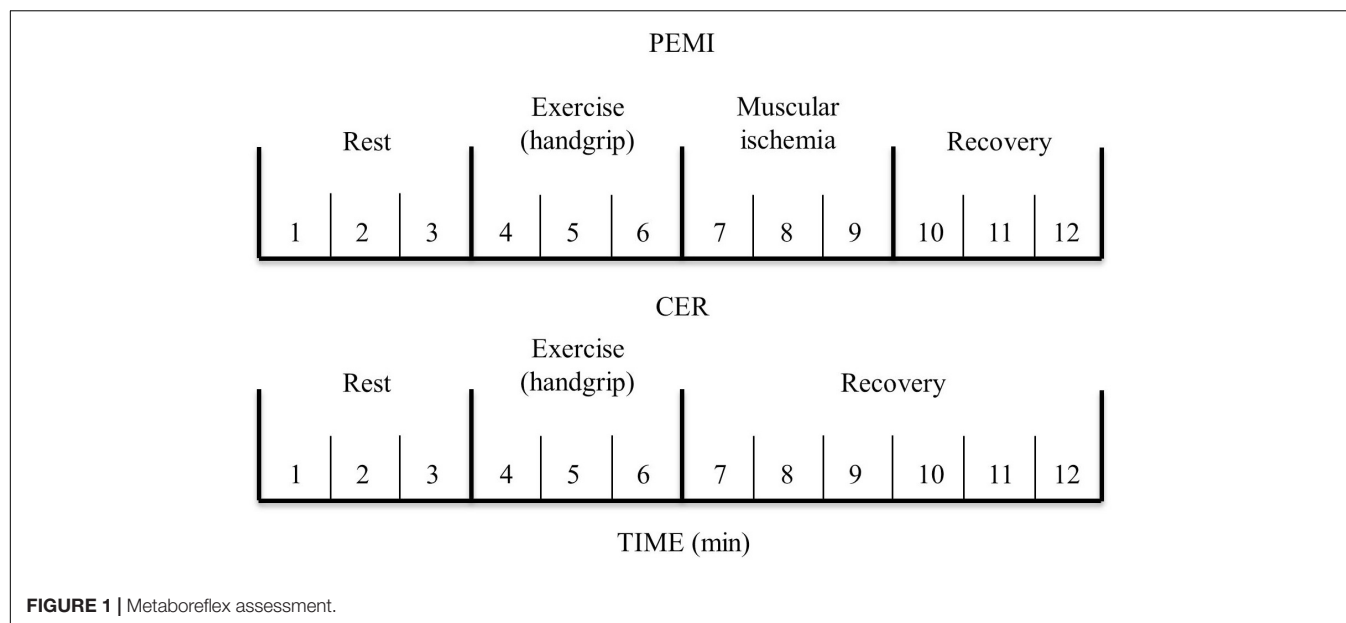 PEMI
Exercise
(handgrip)
Muscular
ischemia
Rest
Recovery
1 2 3 4 5 6 7 8 9 10 11 12
CER
Exercise
(handgrip)
Rest
Recovery
1 2 3 4 5 6 7 8 9 10 11 12
TIME (min)
FIGURE 1 | Metaboreflex assessment.